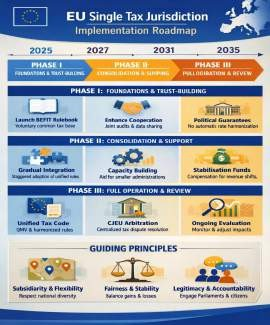 EU Single Tax Jurisdiction
Implementation Roadmap
2025 2027 2031 2035
PHASE I PHASE II PHASE III
FOUNDATIONS & TRUST-BUILDING CONSOLIDATION & SUPPING & REVIEW
PHASE I: FOUNDATIONS & TRUST-BUILDING
Launch BEFIT Rulebook Enhance Cooperation Political Guarantees
Voluntary common tax base Joint audits & data sharing No automatic rate harmonization
PHASE II: CONSOLIDATION & SUPPORT
Gradual Integration Capacity Building Stabilisation Funds
adoption of unified rules Aid for smaller administrations Compensation for revenue shifts.
PHASE III: FULL OPERATION & REVIEW
Unified Tax Code CJEU Arbitration Ongoing Evaluation
QMV & harmonized rules Centralized tax dispute resolution Monitor & adjust impacts
GUIDING PRINCIPLES
Subsidiarity & Flexibility Fairness & Stability Legitimacy & Accountability
Respect national diversity Balance gains & losses Engage Parliaments & citizens